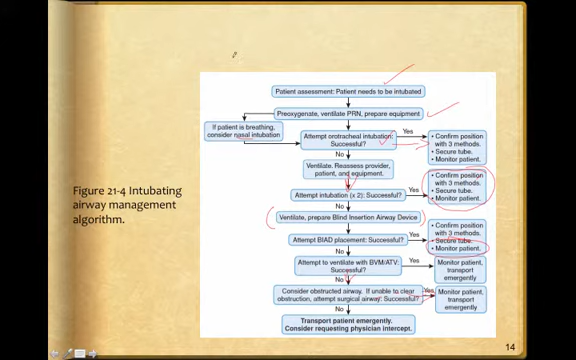 Patient assessment: Patient needs to be intubated
Preoxygenate, ventilate PRN, prepare equipment
If patient is breathing,
consider nasal intubation
Attempt orotracheal intubation:
Successful?
Yes
• Confirm position
with 3 methods.
• Secure tube.
• Monitor patient.
No
Ventilate. Reassess provider,
patient, and equipment.
Attempt intubation (x 2): Successful?
Yes
• Confirm position
with 3 methods.
• Secure tube.
• Monitor patient.
No
Ventilate, prepare Blind Insertion Airway Device
Attempt BIAD placement: Successful?
Yes
• Confirm position
with 3 methods.
• Secure tube.
• Monitor patient.
No
Attempt to ventilate with BVM/ATV:
Successful?
Yes
Monitor patient,
transport
emergently
No
Consider obstructed airway. If unable to clear
obstruction, attempt surgical airway: Successful?
Yes
Monitor patient,
transport
emergently
No
Transport patient emergently.
Consider requesting physician intercept.
Figure 21-4 Intubating
airway management
algorithm.
14